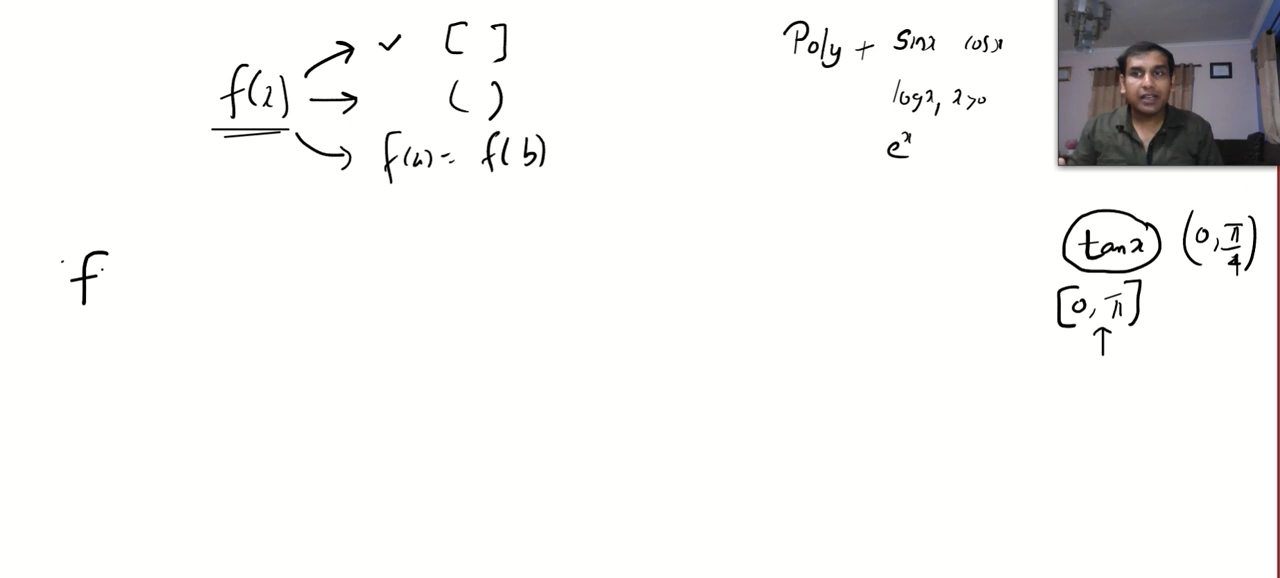 ✓ [ ]
f(x) ( )
f(a) = f(b)
Poly + sinx cosx
logx, x>0
e^x
tanx (0, π/4)
[0, π]
↑
f